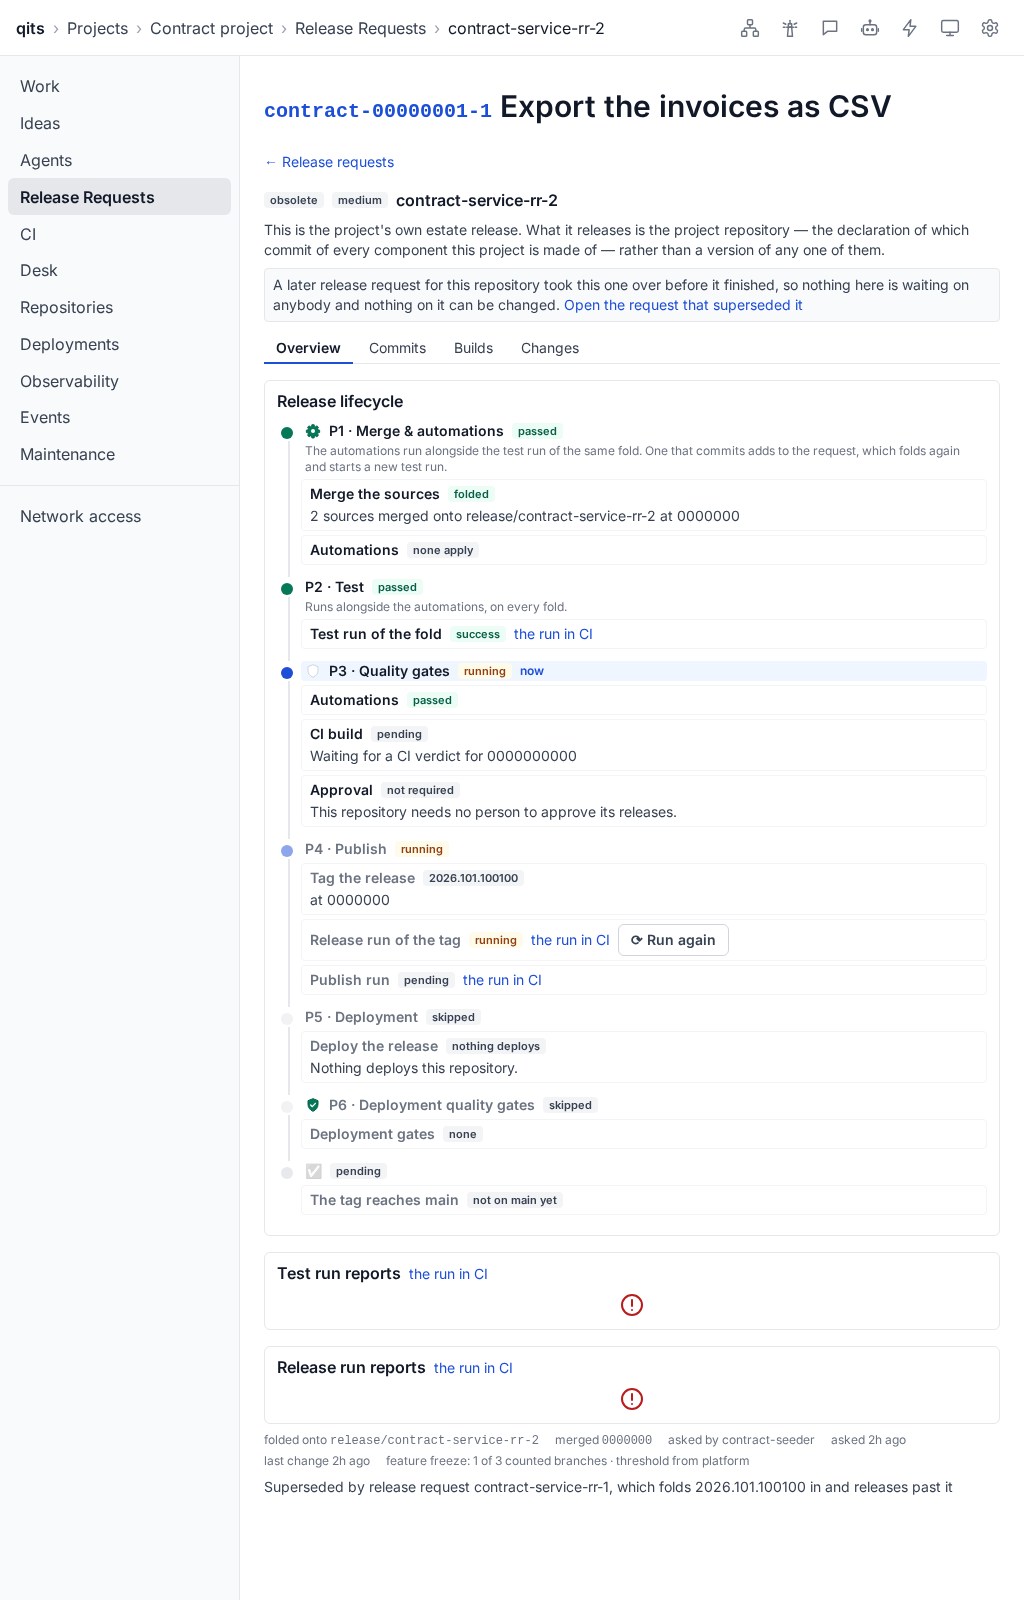 qits › Projects › Contract project › Release Requests › contract-service-rr-2
Work
Ideas
Agents
Release Requests
CI
Desk
Repositories
Deployments
Observability
Events
Maintenance
Network access
contract-00000001-1 Export the invoices as CSV
← Release requests
obsolete medium contract-service-rr-2
This is the project's own estate release. What it releases is the project repository — the declaration of which
commit of every component this project is made of — rather than a version of any one of them.
A later release request for this repository took this one over before it finished, so nothing here is waiting on
anybody and nothing on it can be changed. Open the request that superseded it
Overview Commits Builds Changes
Release lifecycle
P1 · Merge & automations passed
The automations run alongside the test run of the same fold. One that commits adds to the request, which folds again
and starts a new test run.
Merge the sources folded
2 sources merged onto release/contract-service-rr-2 at 0000000
Automations none apply
P2 · Test passed
Runs alongside the automations, on every fold.
Test run of the fold success the run in CI
P3 · Quality gates running now
Automations passed
CI build pending
Waiting for a CI verdict for 0000000000
Approval not required
This repository needs no person to approve its releases.
P4 · Publish running
Tag the release 2026.101.100100
at 0000000
Release run of the tag running the run in CI ⟳ Run again
Publish run pending the run in CI
P5 · Deployment skipped
Deploy the release nothing deploys
Nothing deploys this repository.
P6 · Deployment quality gates skipped
Deployment gates none
✅ pending
The tag reaches main not on main yet
Test run reports the run in CI
Release run reports the run in CI
folded onto release/contract-service-rr-2 merged 0000000 asked by contract-seeder asked 2h ago
last change 2h ago feature freeze: 1 of 3 counted branches · threshold from platform
Superseded by release request contract-service-rr-1, which folds 2026.101.100100 in and releases past it